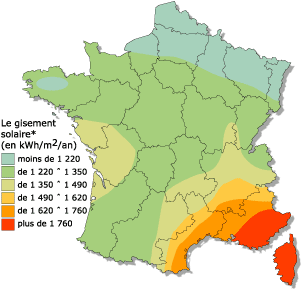 Le gisement
solaire*
(en kWh/m2/an)
moins de 1 220
de 1 220 ˆ 1 350
de 1 350 ˆ 1 490
de 1 490 ˆ 1 620
de 1 620 ˆ 1 760
plus de 1 760